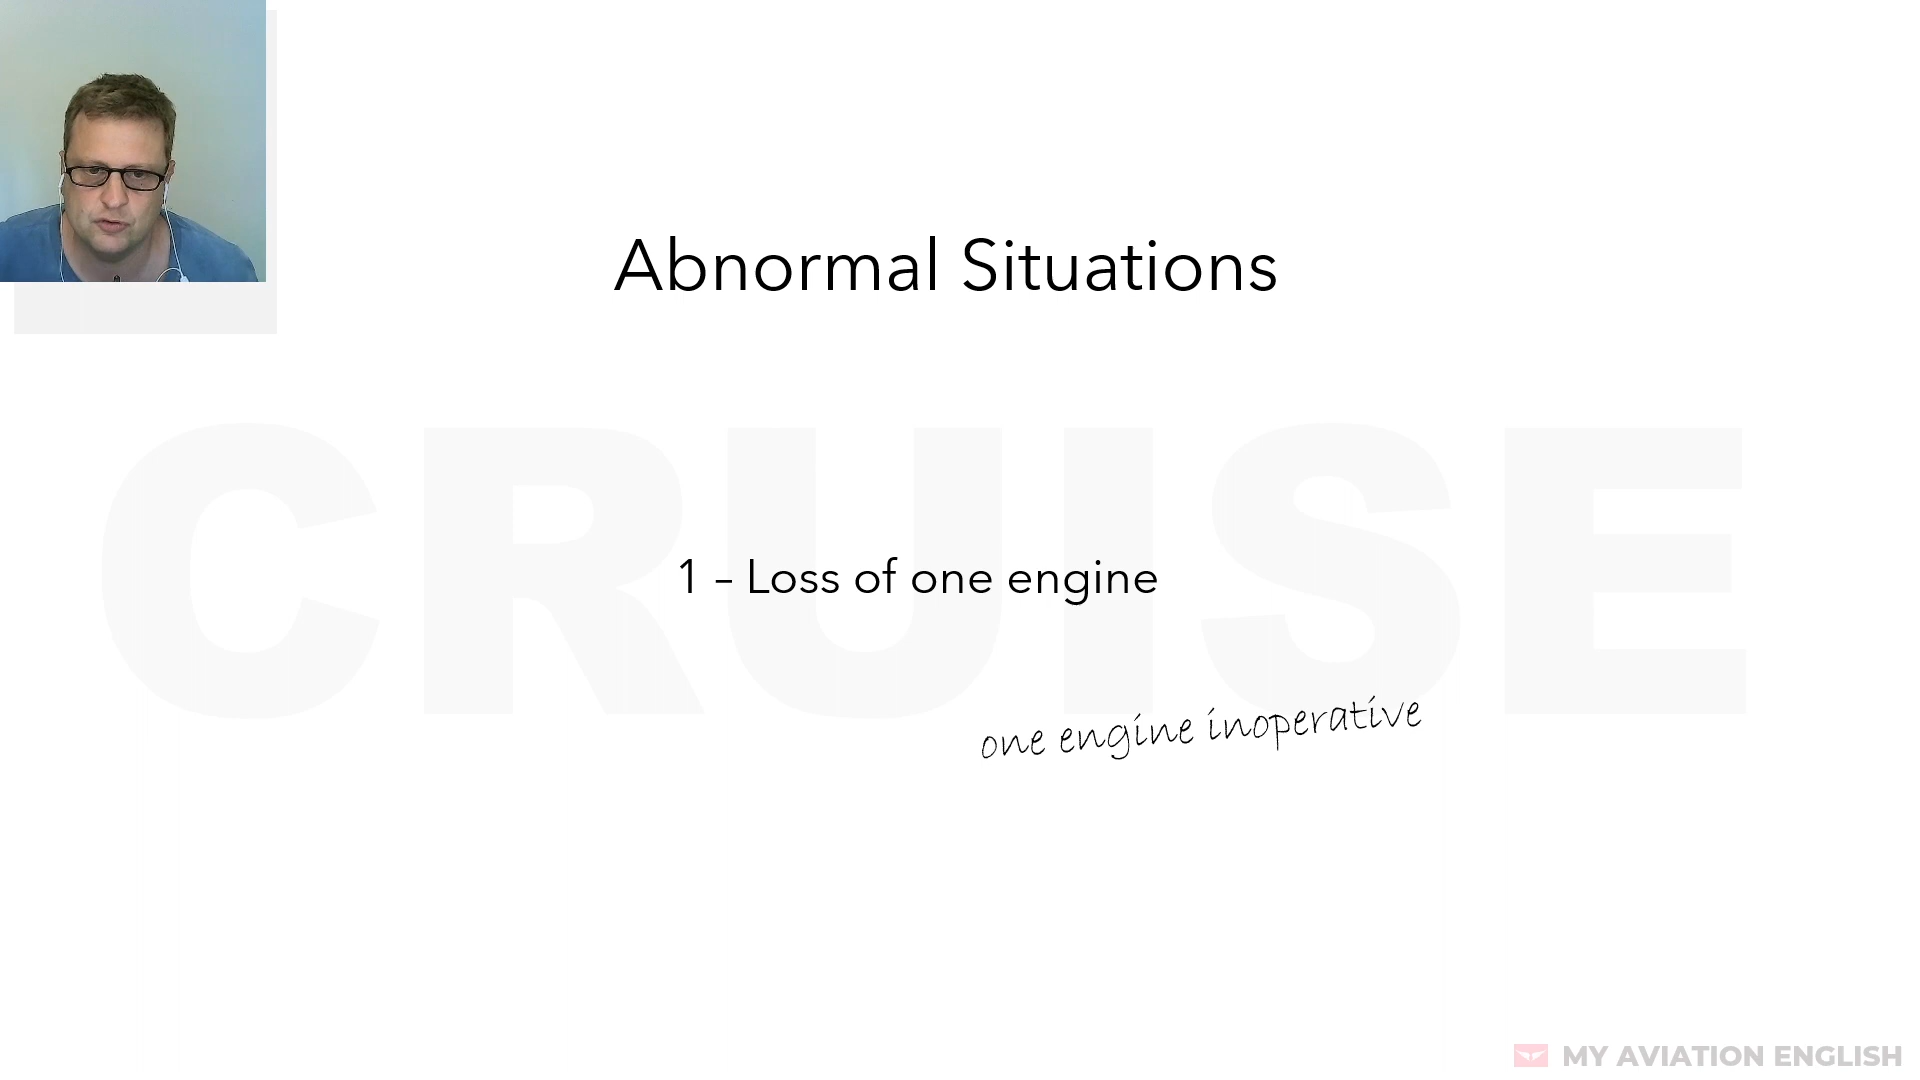 Abnormal Situations
CRUISE
1 – Loss of one engine
one engine inoperative
MY AVIATION ENGLISH